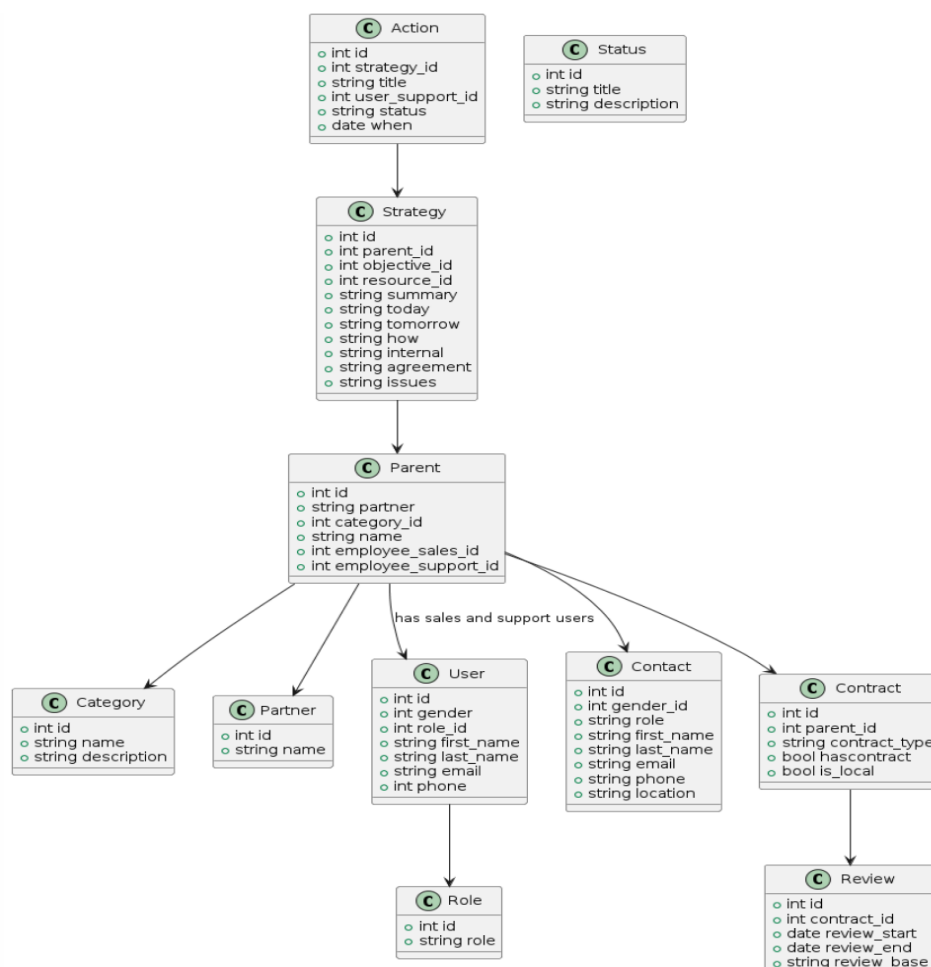 C Action
int id
int strategy_id
string title
int user_support_id
string status
date when
C Status
int id
string title
string description
C Strategy
int id
int parent_id
int objective_id
int resource_id
string summary
string today
string tomorrow
string how
string internal
string agreement
string issues
C Parent
int id
string partner
int category_id
string name
int employee_sales_id
int employee_support_id
has sales and support users
C Category
int id
string name
string description
C Partner
int id
string name
C User
int id
int gender
int role_id
string first_name
string last_name
string email
int phone
C Contact
int id
int gender_id
string role
string first_name
string last_name
string email
string phone
string location
C Contract
int id
int parent_id
string contract_type
bool hascontract
bool is_local
C Role
int id
string role
C Review
int id
int contract_id
date review_start
date review_end
string review_base